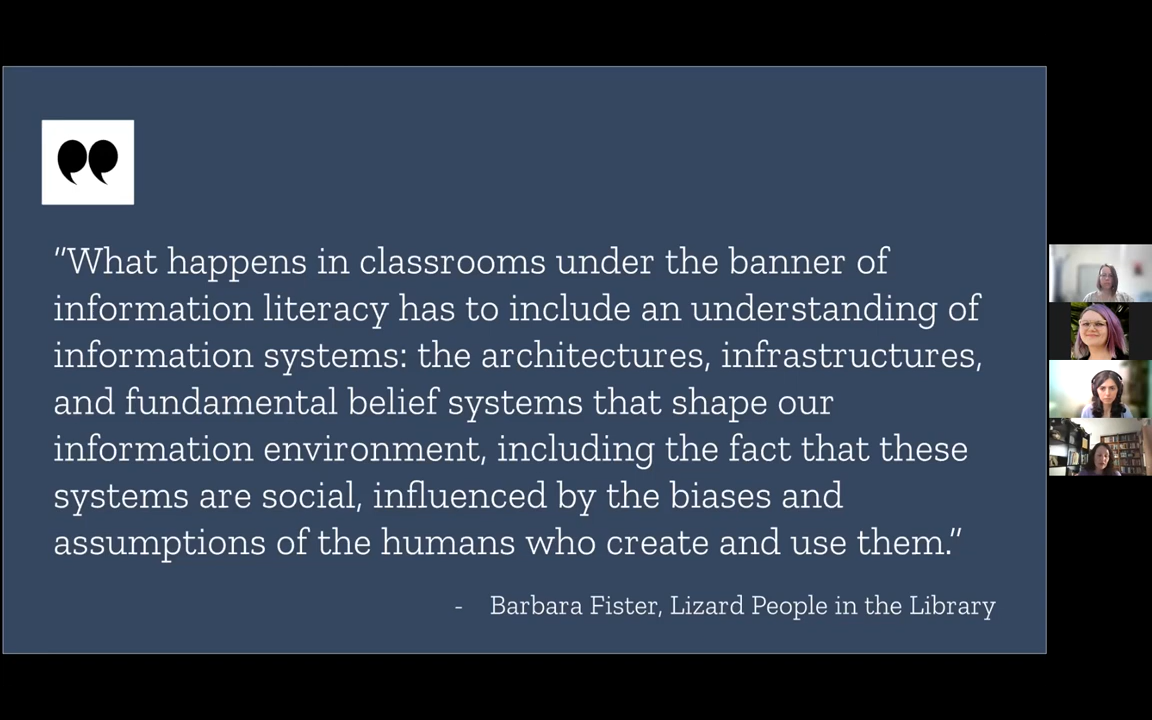 "What happens in classrooms under the banner of
information literacy has to include an understanding of
information systems: the architectures, infrastructures,
and fundamental belief systems that shape our
information environment, including the fact that these
systems are social, influenced by the biases and
assumptions of the humans who create and use them."
- Barbara Fister, Lizard People in the Library